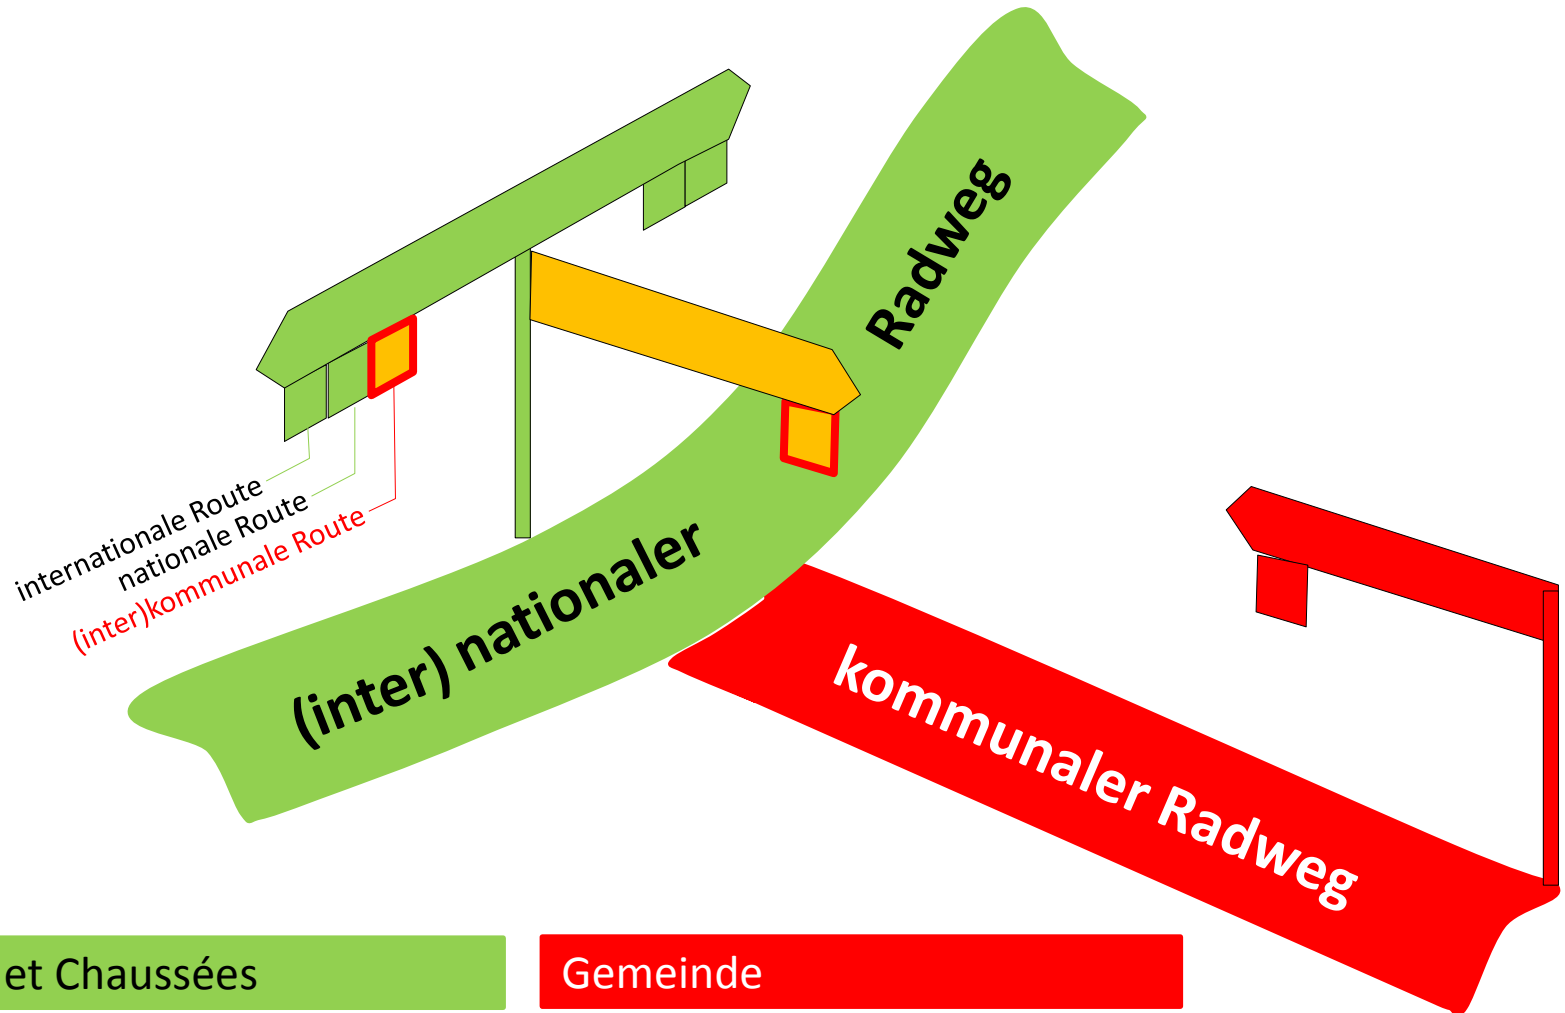 internationale Route
nationale Route
(inter)kommunale Route
(inter) nationaler Radweg
kommunaler Radweg
et Chaussées
Gemeinde